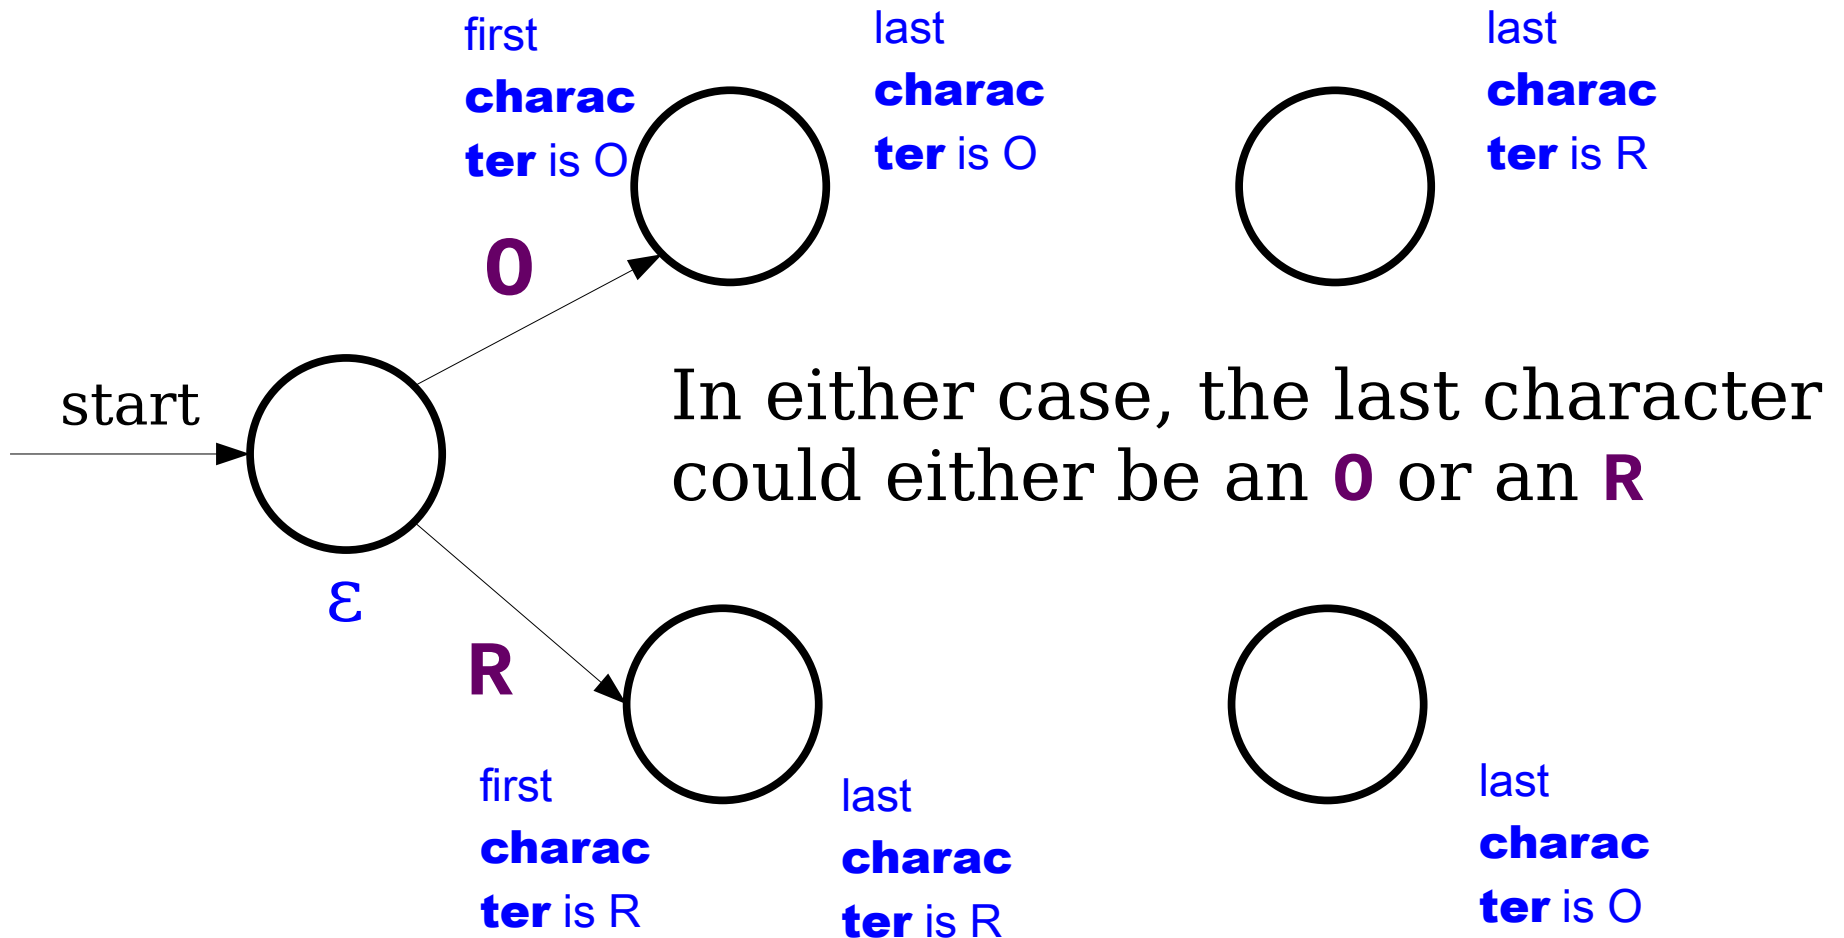 first
charac
ter is O
last
charac
ter is O
last
charac
ter is R
O
start
In either case, the last character
could either be an O or an R
ε
R
first
charac
ter is R
last
charac
ter is R
last
charac
ter is O